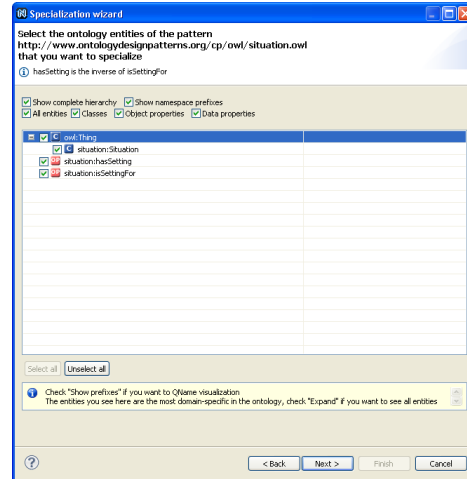 Specialization wizard
Select the ontology entities of the pattern
http://www.ontologydesignpatterns.org/cp/owl/situation.owl
that you want to specialize
hasSetting is the inverse of isSettingFor
Show complete hierarchy Show namespace prefixes
All entities Classes Object properties Data properties
C owl:Thing
C situation:Situation
OP situation:hasSetting
OP situation:isSettingFor
Select all Unselect all
Check "Show prefixes" if you want to QName visualization
The entities you see here are the most domain-specific in the ontology, check "Expand" if you want to see all entities
? < Back Next > Finish Cancel